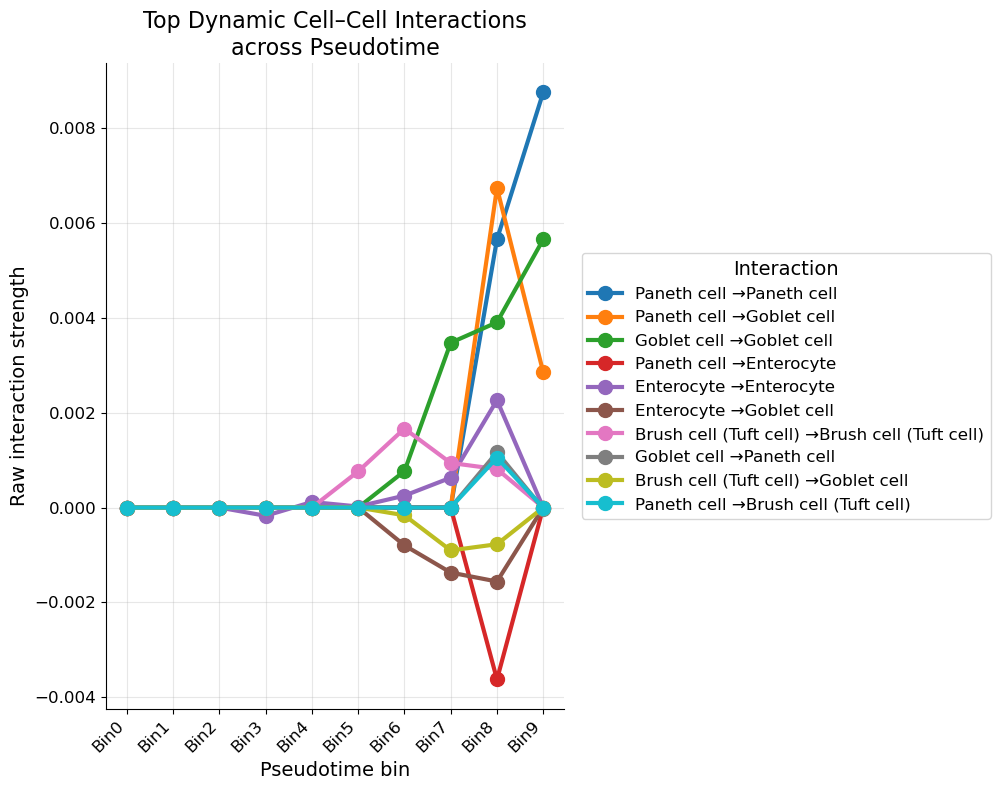 Top Dynamic Cell–Cell Interactions
across Pseudotime
Raw interaction strength
0.008
0.006
0.004
0.002
0.000
−0.002
−0.004
Bin0
Bin1
Bin2
Bin3
Bin4
Bin5
Bin6
Bin7
Bin8
Bin9
Pseudotime bin
Interaction
Paneth cell →Paneth cell
Paneth cell →Goblet cell
Goblet cell →Goblet cell
Paneth cell →Enterocyte
Enterocyte →Enterocyte
Enterocyte →Goblet cell
Brush cell (Tuft cell) →Brush cell (Tuft cell)
Goblet cell →Paneth cell
Brush cell (Tuft cell) →Goblet cell
Paneth cell →Brush cell (Tuft cell)